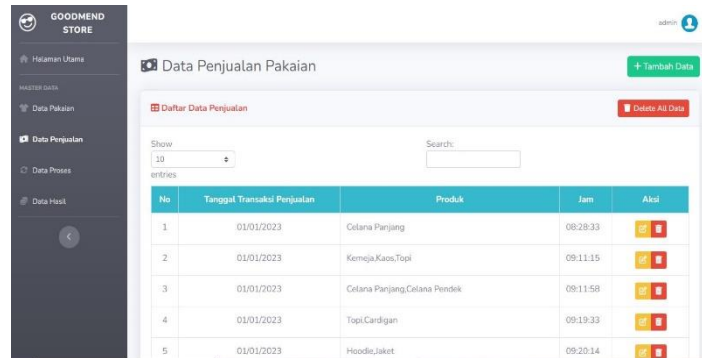 GOODMEND
STORE
admin
Halaman Utama
Data Penjualan Pakaian
+ Tambah Data
MASTER DATA
Data Pakaian
Daftar Data Penjualan
Delete All Data
Data Penjualan
Show
Search:
10
entries
Data Proses
Data Hasil
No Tanggal Transaksi Penjualan Produk Jam Aksi
1 01/01/2023 Celana Panjang 08:28:33
2 01/01/2023 Kemeja,Kaos,Topi 09:11:15
3 01/01/2023 Celana Panjang,Celana Pendek 09:11:58
4 01/01/2023 Topi,Cardigan 09:19:33
5 01/01/2023 Hoodie,Jaket 09:20:14